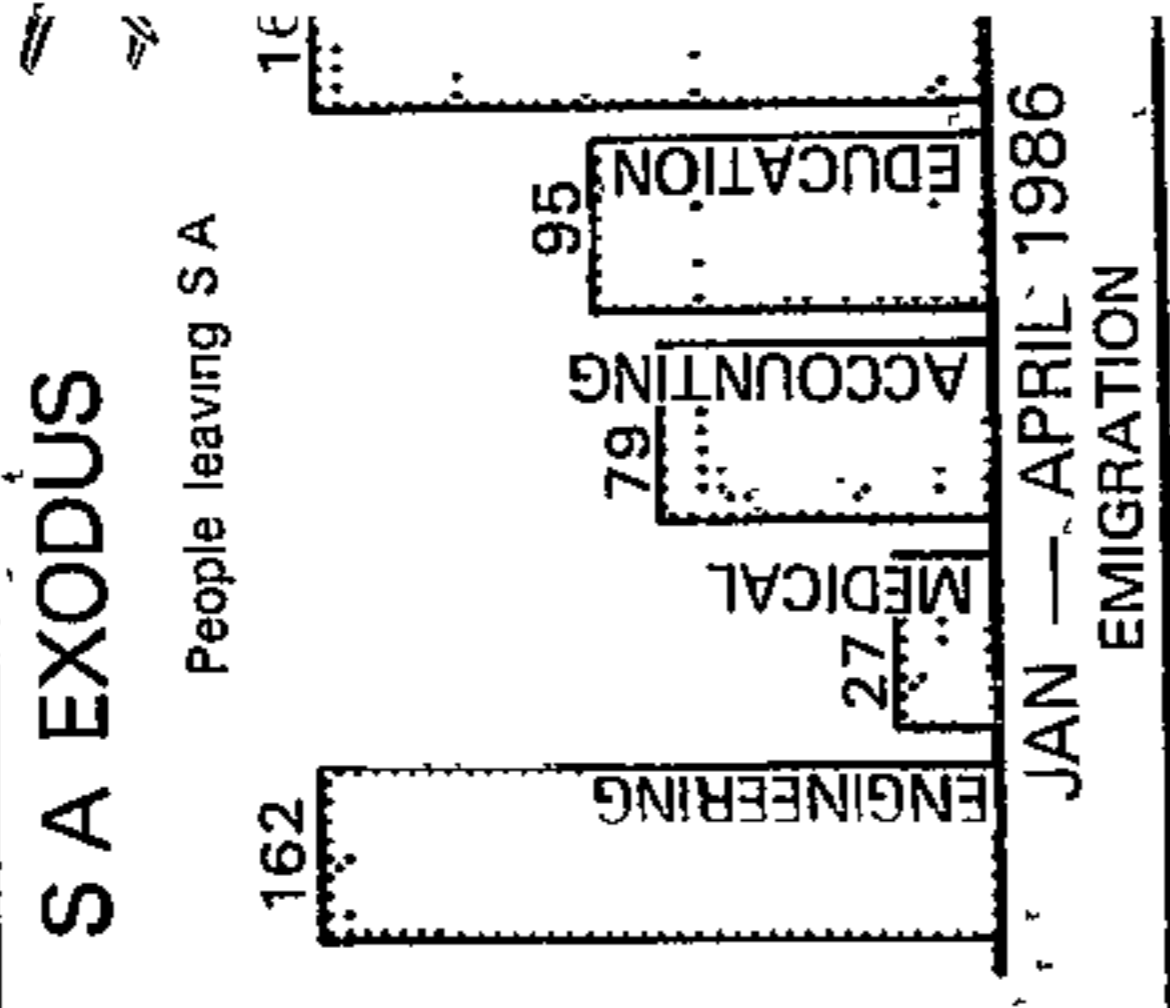 S A EXODUS
People leaving S A
162
27
79
95
ENGINEERING
MEDICAL
ACCOUNTING
EDUCATION
JAN — APRIL 1986
EMIGRATION